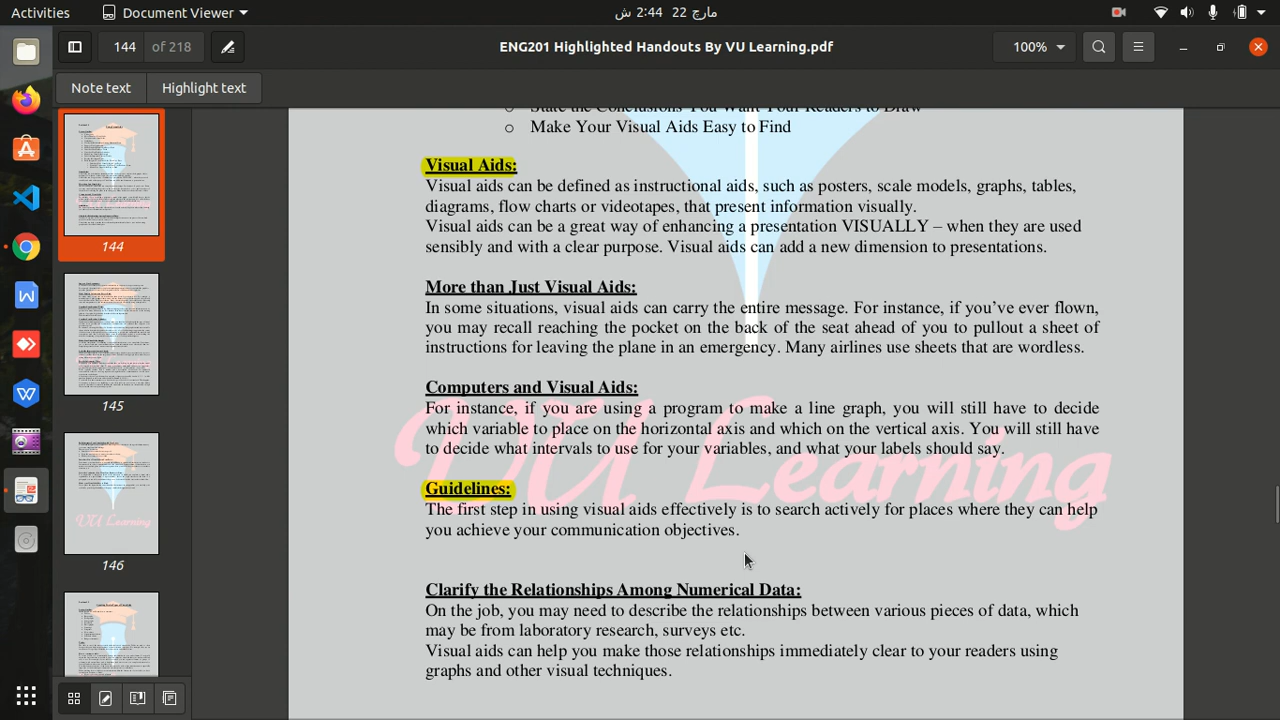 Activities
Document Viewer
ش 2:44 22 مارچ
144 of 218
ENG201 Highlighted Handouts By VU Learning.pdf
100%
Note text
Highlight text
o State the Conclusions You Want Your Readers to Draw
o Make Your Visual Aids Easy to Find
Visual Aids:
Visual aids can be defined as instructional aids, such as posters, scale models, graphs, tables,
diagrams, flow charts or videotapes, that present information visually.
Visual aids can be a great way of enhancing a presentation VISUALLY – when they are used
sensibly and with a clear purpose. Visual aids can add a new dimension to presentations.
More than Just Visual Aids:
In some situations, visual aids can carry the entire message. For instance, if you've ever flown,
you may recall reaching the pocket on the back of the seat ahead of you to pullout a sheet of
instructions for leaving the plane in an emergency. Many airlines use sheets that are wordless.
Computers and Visual Aids:
For instance, if you are using a program to make a line graph, you will still have to decide
which variable to place on the horizontal axis and which on the vertical axis. You will still have
to decide what intervals to use for your variables, and what your labels should say.
Guidelines:
The first step in using visual aids effectively is to search actively for places where they can help
you achieve your communication objectives.
Clarify the Relationships Among Numerical Data:
On the job, you may need to describe the relationships between various pieces of data, which
may be from laboratory research, surveys etc.
Visual aids can help you make those relationships immediately clear to your readers using
graphs and other visual techniques.
VU Learning
144
145
146
VU Learning